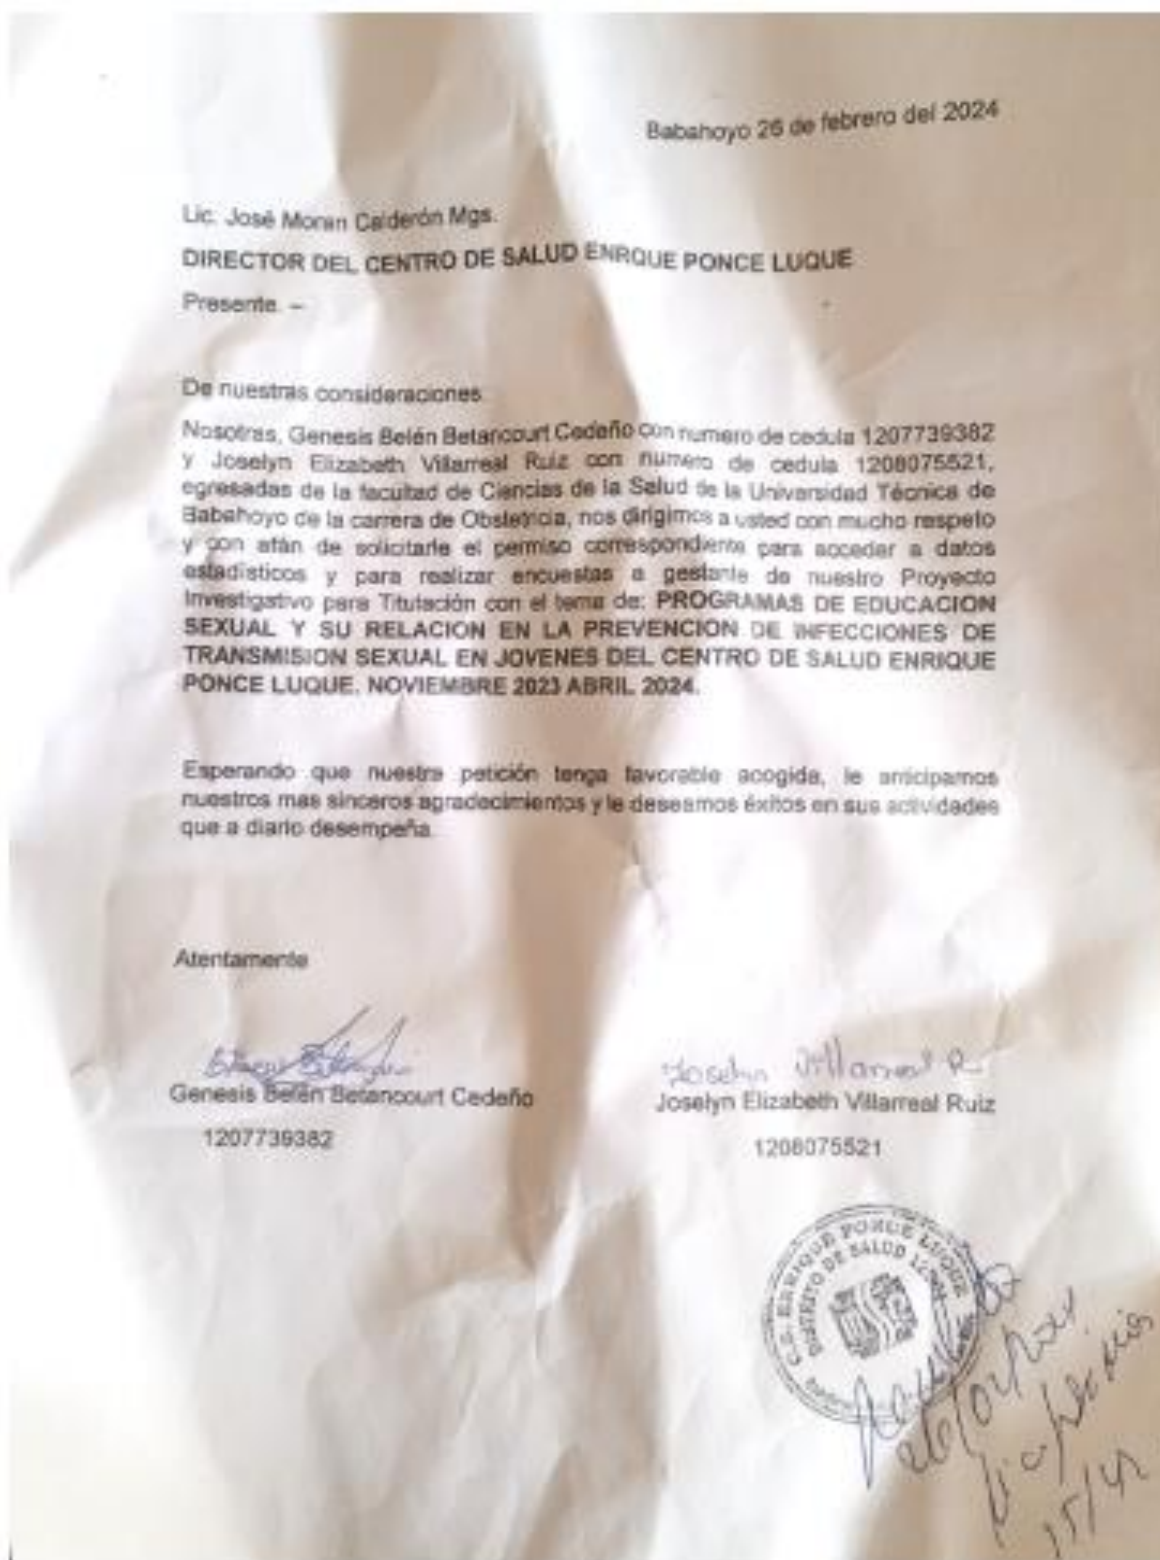 Babahoyo 26 de febrero del 2024
Lic. José Moran Calderón Mgs.
DIRECTOR DEL CENTRO DE SALUD ENRQUE PONCE LUQUE
Presente. –
De nuestras consideraciones
Nosotras, Genesis Belén Betancourt Cedeño con numero de cedula 1207739382
y Joselyn Elizabeth Villarreal Ruiz con numero de cedula 1208075521,
egresadas de la facultad de Ciencias de la Salud de la Universidad Técnica de
Babahoyo de la carrera de Obstetricia, nos dirigimos a usted con mucho respeto
y con afán de solicitarle el permiso correspondiente para acceder a datos
estadísticos y para realizar encuestas a gestante de nuestro Proyecto
Investigativo para Titulación con el tema de: PROGRAMAS DE EDUCACION
SEXUAL Y SU RELACION EN LA PREVENCION DE INFECCIONES DE
TRANSMISION SEXUAL EN JOVENES DEL CENTRO DE SALUD ENRIQUE
PONCE LUQUE. NOVIEMBRE 2023 ABRIL 2024.
Esperando que nuestra petición tenga favorable acogida, le anticipamos
nuestros mas sinceros agradecimientos y le deseamos éxitos en sus actividades
que a diario desempeña.
Atentamente
Joselyn Villarreal R
Genesis Belén Betancourt Cedeño
Joselyn Elizabeth Villarreal Ruiz
1207739382
1208075521
C.S. ENRIQUE PONCE LUQUE
DISTRITO DE SALUD